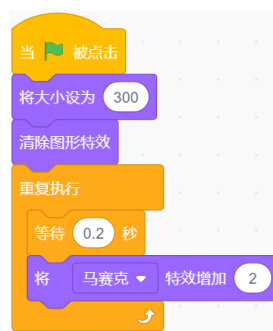 当 被点击
将大小设为 300
清除图形特效
重复执行
等待 0.2 秒
将 马赛克 特效增加 2